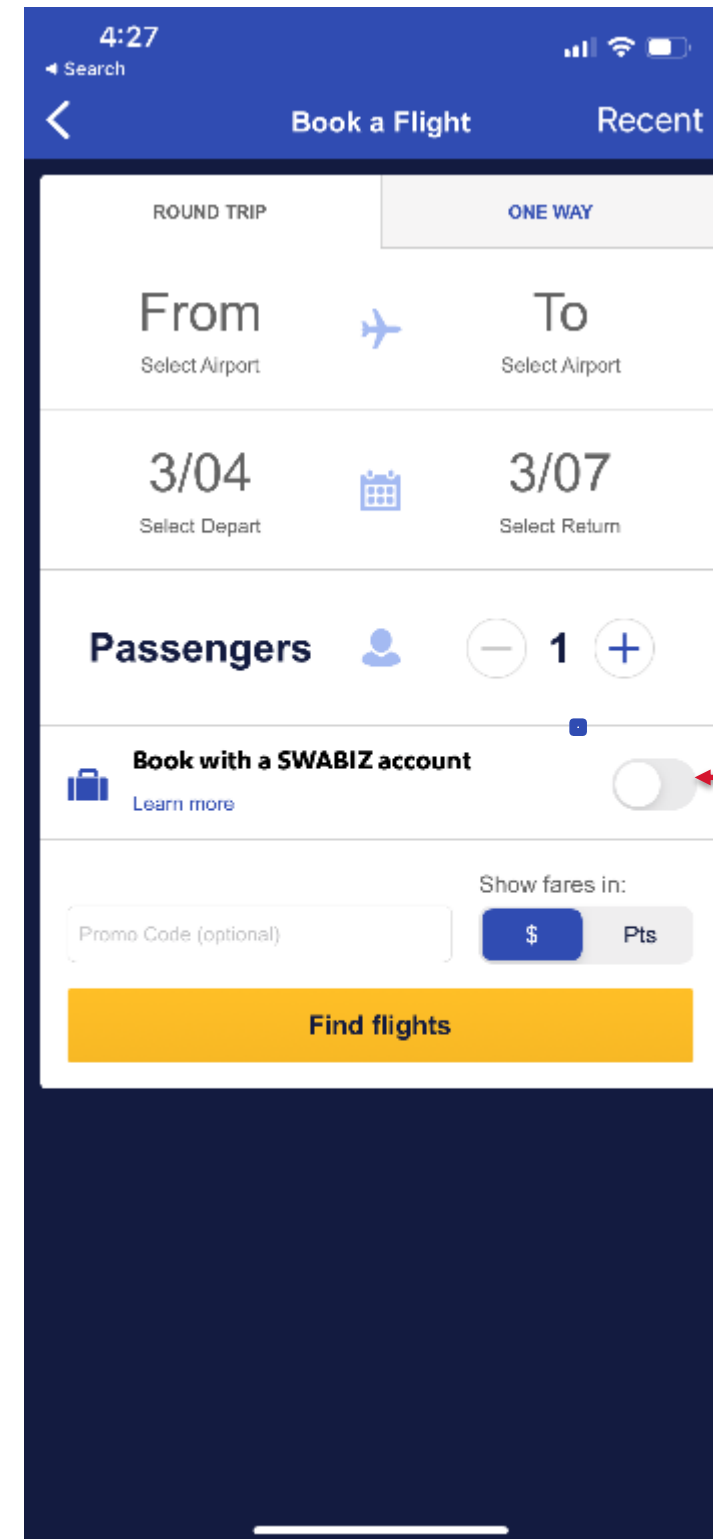 4:27
◀ Search
Book a Flight Recent
ROUND TRIP ONE WAY
From To
Select Airport Select Airport
3/04 3/07
Select Depart Select Return
Passengers 1
Book with a SWABIZ account
Learn more
Show fares in:
Promo Code (optional) $ Pts
Find flights